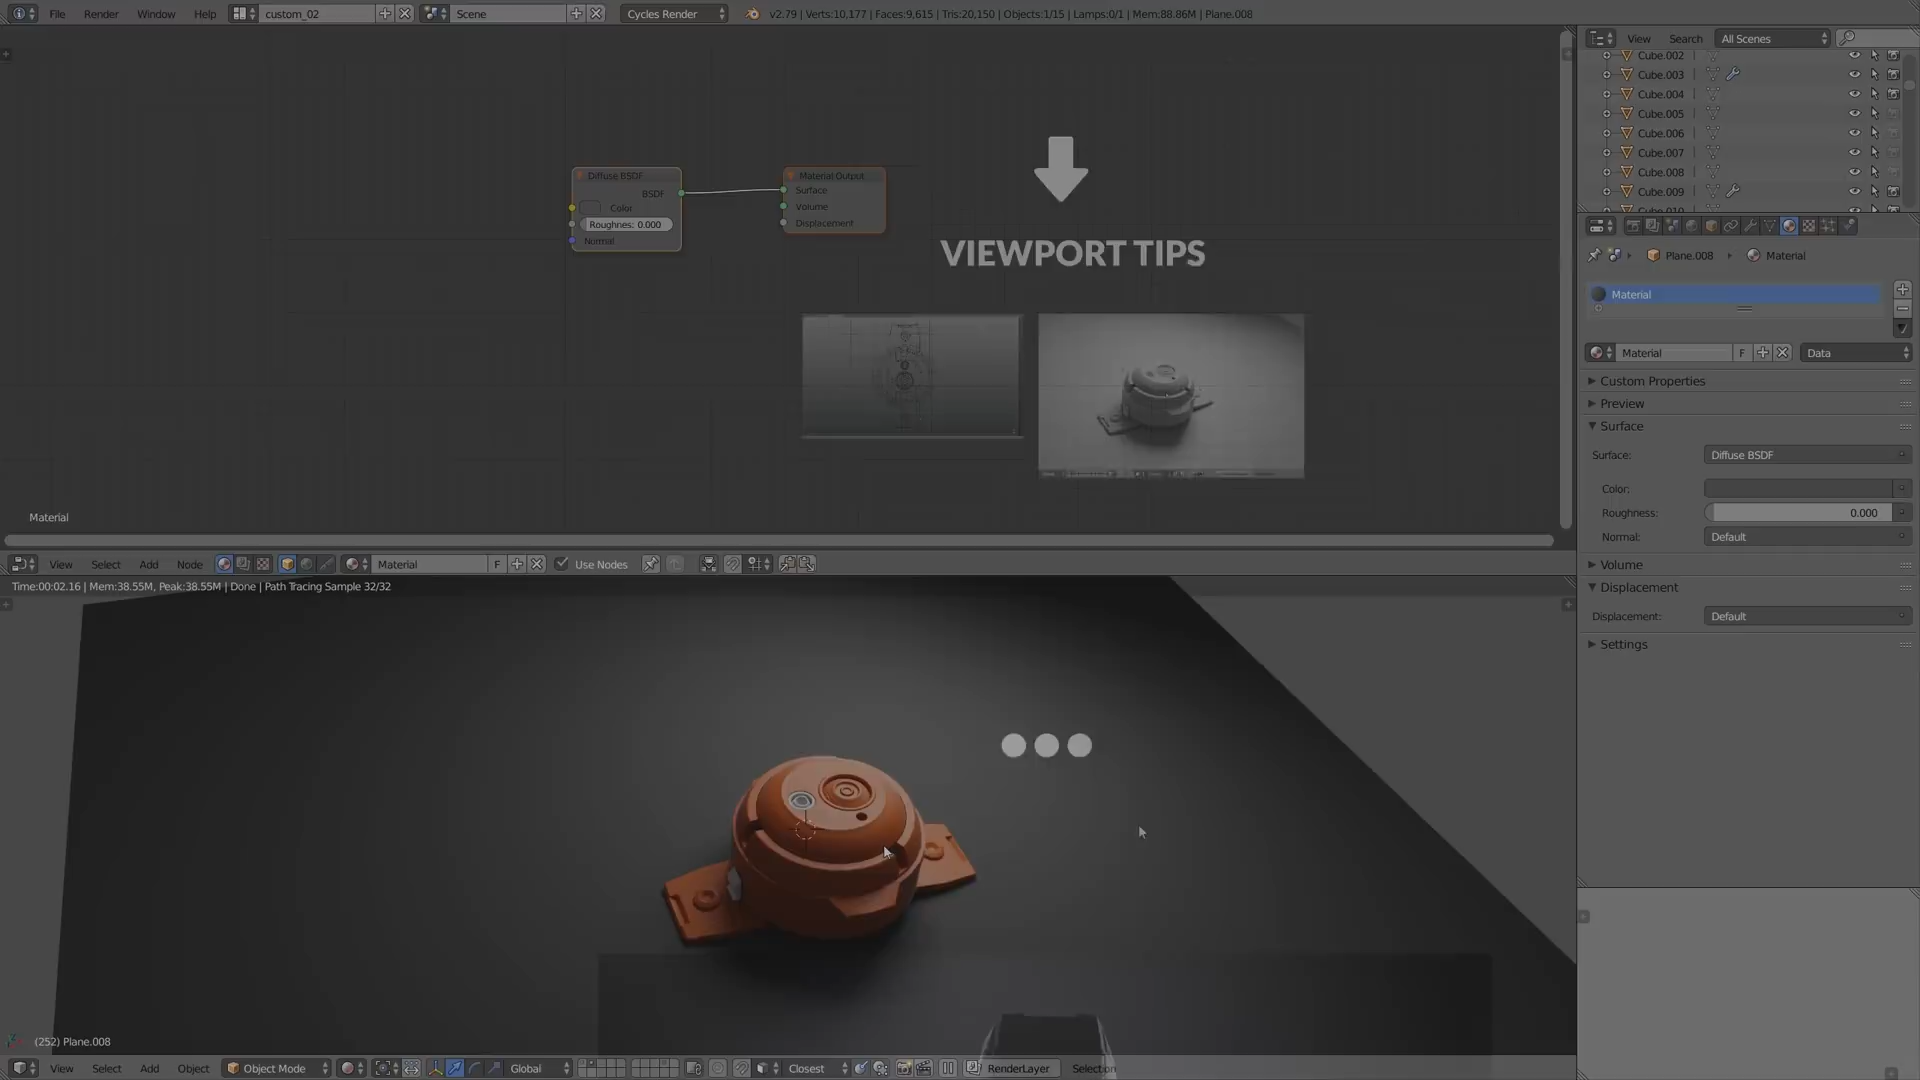 File Render Window Help custom_02 Scene Cycles Render v2.79 | Verts:10,177 | Faces:9,615 | Tris:20,150 | Objects:1/15 | Lamps:0/1 | Mem:88.86M | Plane.008
View Search All Scenes
Cube.002
Cube.003
Cube.004
Cube.005
Cube.006
Cube.007
Cube.008
Cube.009
Cube.010
Diffuse BSDF
BSDF
Color
Roughnes: 0.000
Normal
Material Output
Surface
Volume
Displacement
VIEWPORT TIPS
Plane.008 Material
Material
Material F Data
Custom Properties
Preview
Surface
Surface: Diffuse BSDF
Color:
Roughness: 0.000
Normal: Default
Volume
Displacement
Displacement: Default
Settings
Material
View Select Add Node Material F Use Nodes
Time:00:02.16 | Mem:38.55M, Peak:38.55M | Done | Path Tracing Sample 32/32
(252) Plane.008
View Select Add Object Object Mode Global Closest RenderLayer Selection